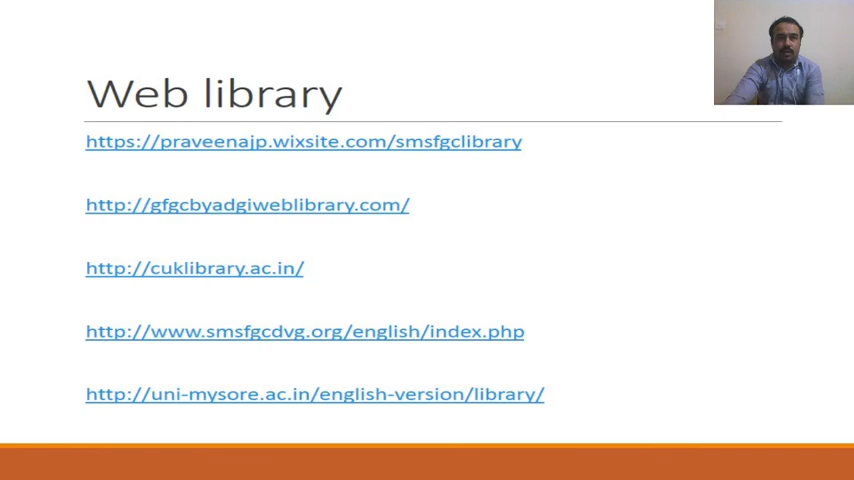 Web library
https://praveenajp.wixsite.com/smsfgclibrary
http://gfgcbyadgiweblibrary.com/
http://cuklibrary.ac.in/
http://www.smsfgcdvg.org/english/index.php
http://uni-mysore.ac.in/english-version/library/